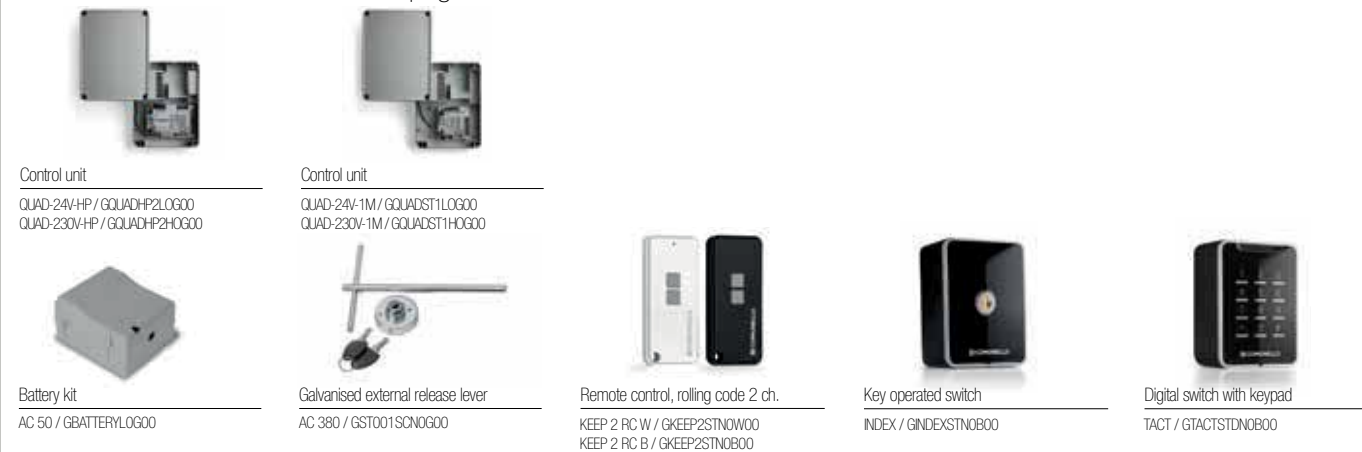 Control unit
QUAD-24V-HP / GQUADHP2LOG00
QUAD-230V-HP / GQUADHP2HOG00
Control unit
QUAD-24V-1M / GQUADST1LOG00
QUAD-230V-1M / GQUADST1HOG00
Battery kit
AC 50 / GBATTERYL0G00
Galvanised external release lever
AC 380 / GST001SCN0G00
Remote control, rolling code 2 ch.
KEEP 2 RC W / GKEEP2STN0W00
KEEP 2 RC B / GKEEP2STN0B00
Key operated switch
INDEX / GINDEXSTN0B00
Digital switch with keypad
TACT / GTACTSTDN0B00